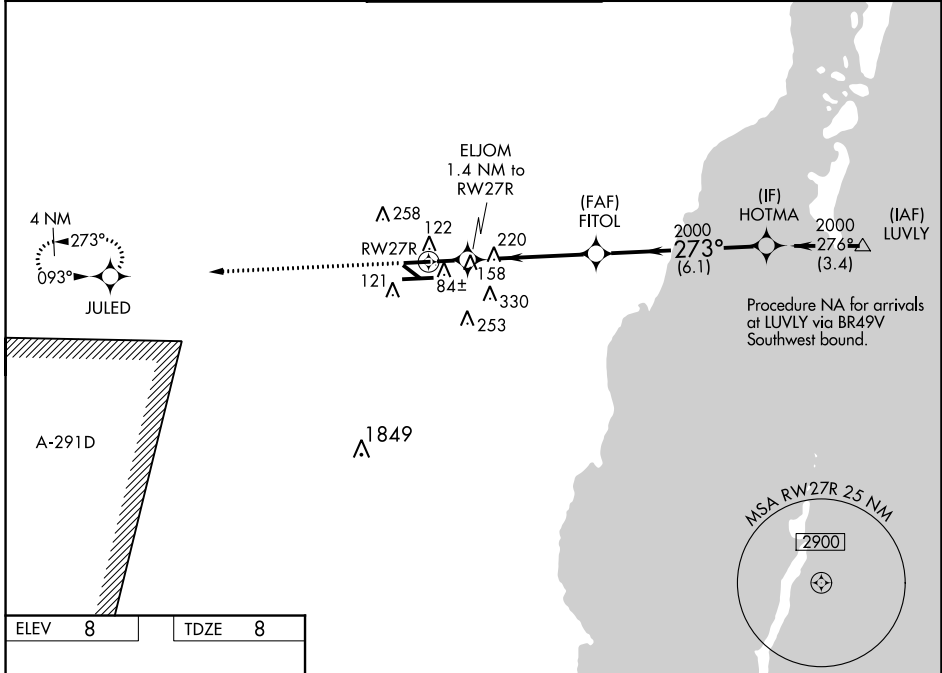 ELJOM
1.4 NM to
RW27R
4 NM
273°
093°
JULED
258
122
RW27R
220
121
84±
158
330
253
(FAF)
FITOL
2000
273°
(6.1)
(IF)
HOTMA
2000
276°
(3.4)
(IAF)
LUVLY
Procedure NA for arrivals
at LUVLY via BR49V
Southwest bound.
A-291D
1849
MSA RW27R 25 NM
2900
ELEV 8
TDZE 8